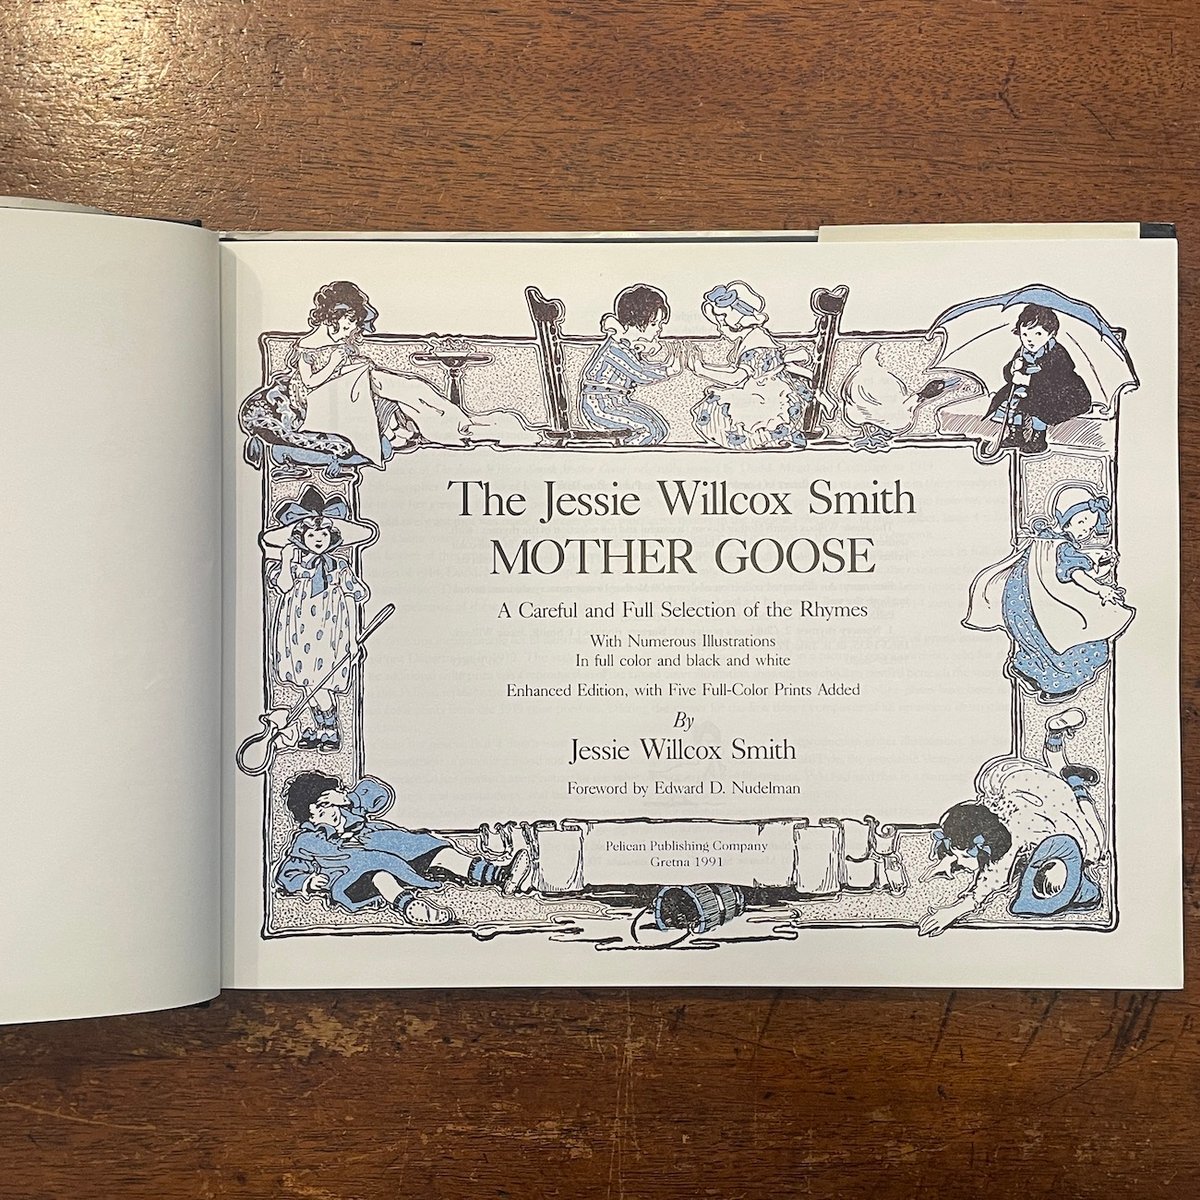 The Jessie Willcox Smith
MOTHER GOOSE
A Careful and Full Selection of the Rhymes
With Numerous Illustrations
In full color and black and white
Enhanced Edition, with Five Full-Color Prints Added
By
Jessie Willcox Smith
Foreword by Edward D. Nudelman
Pelican Publishing Company
Gretna 1991